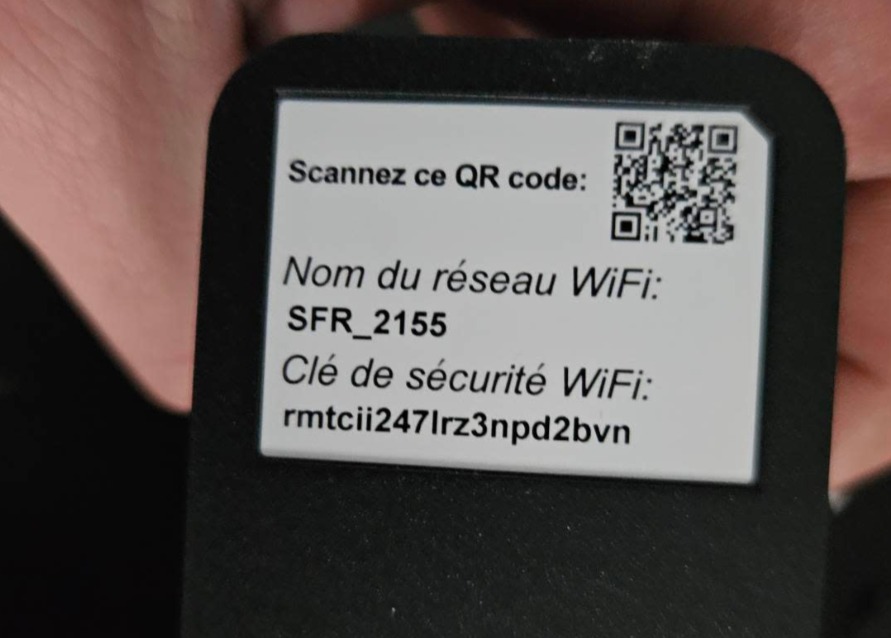 Scannez ce QR code:
Nom du réseau WiFi:
SFR_2155
Clé de sécurité WiFi:
rmtcii247lrz3npd2bvn